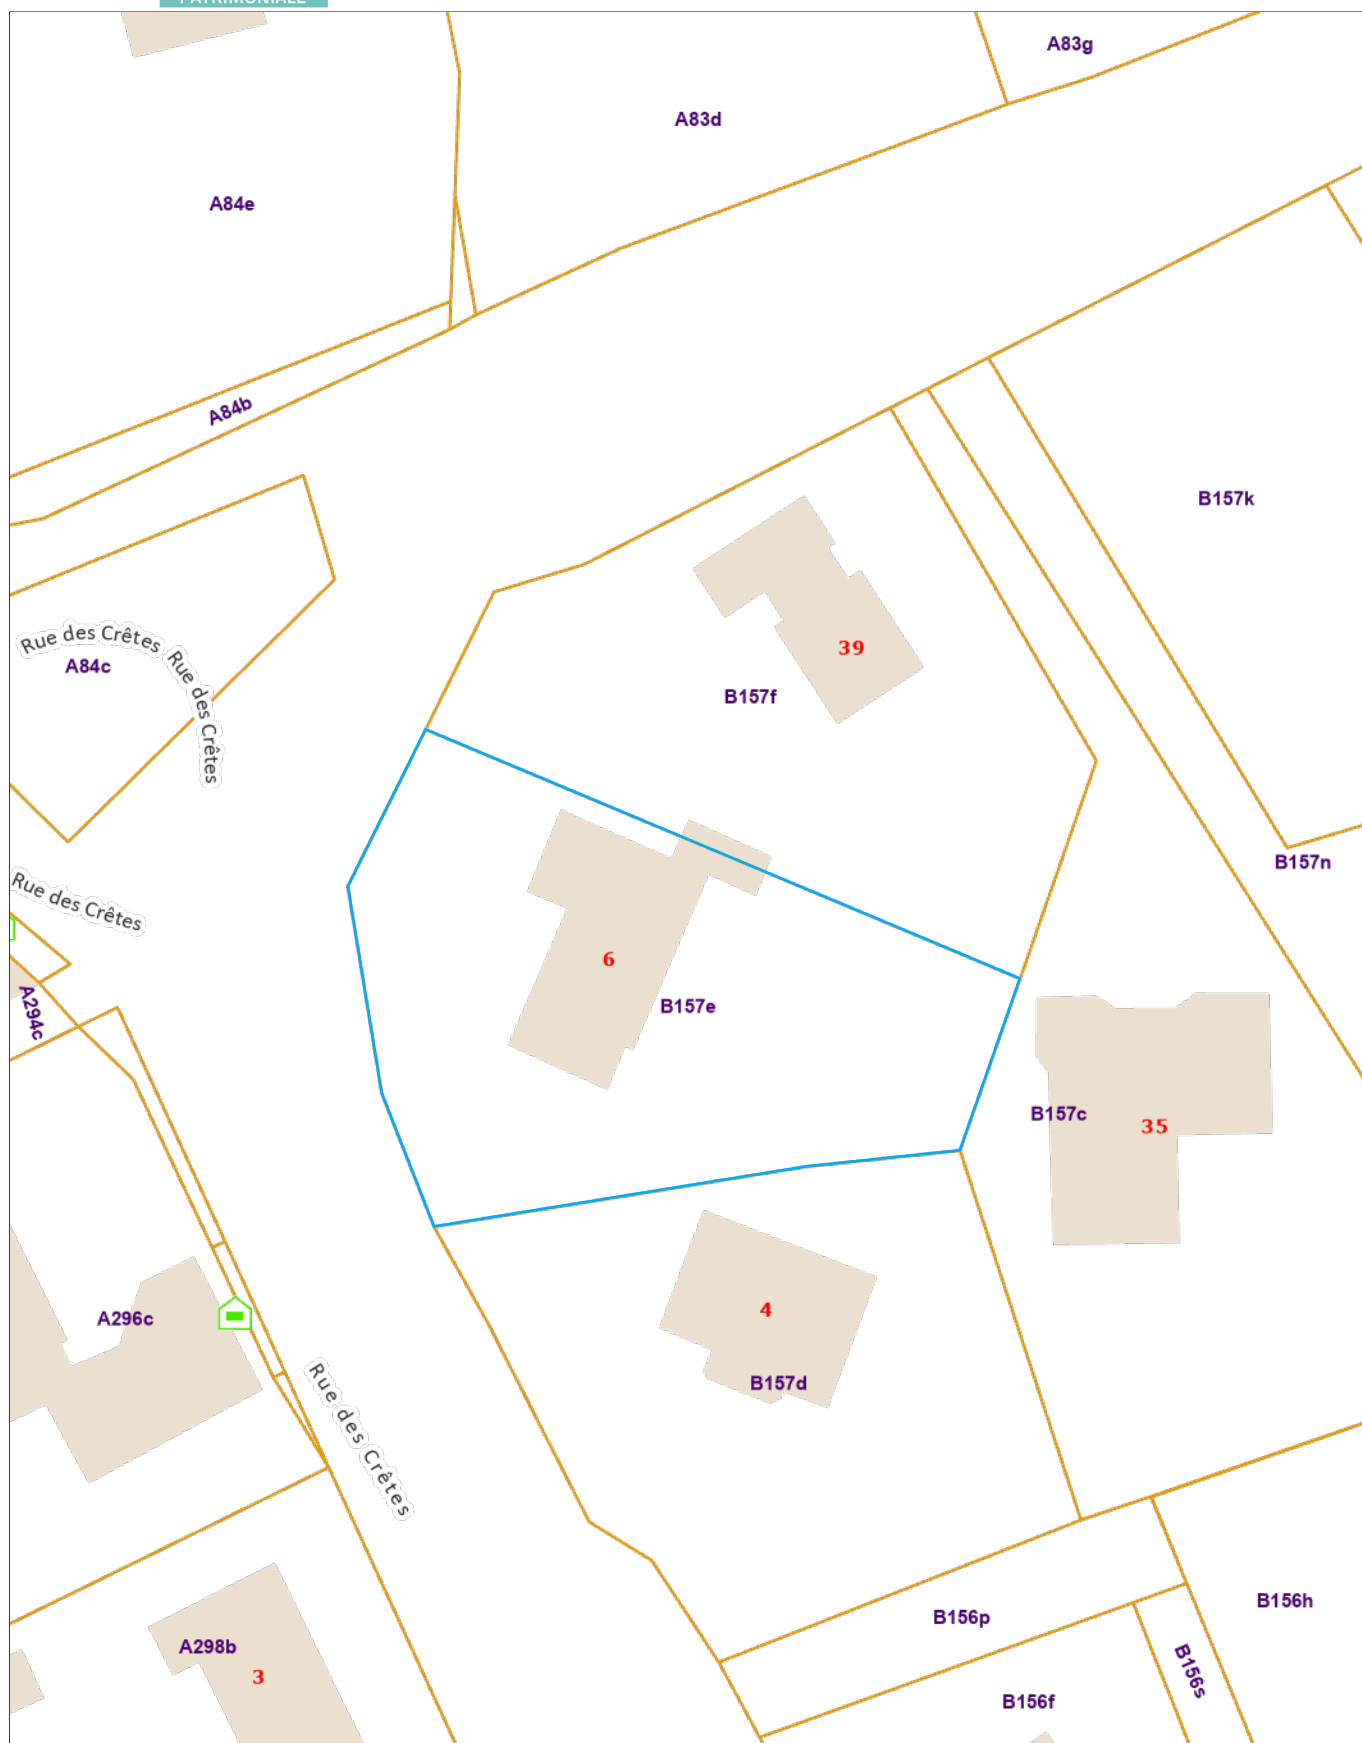 PATRIMONIALE
A83g
A83d
A84e
A84b
B157k
Rue des Crêtes
A84c
Rue des Crêtes
39
B157f
B157n
Rue des Crêtes
6
B157e
A294c
B157c
35
A296c
4
B157d
Rue des Crêtes
B156p
B156h
A298b
3
B156s
B156f